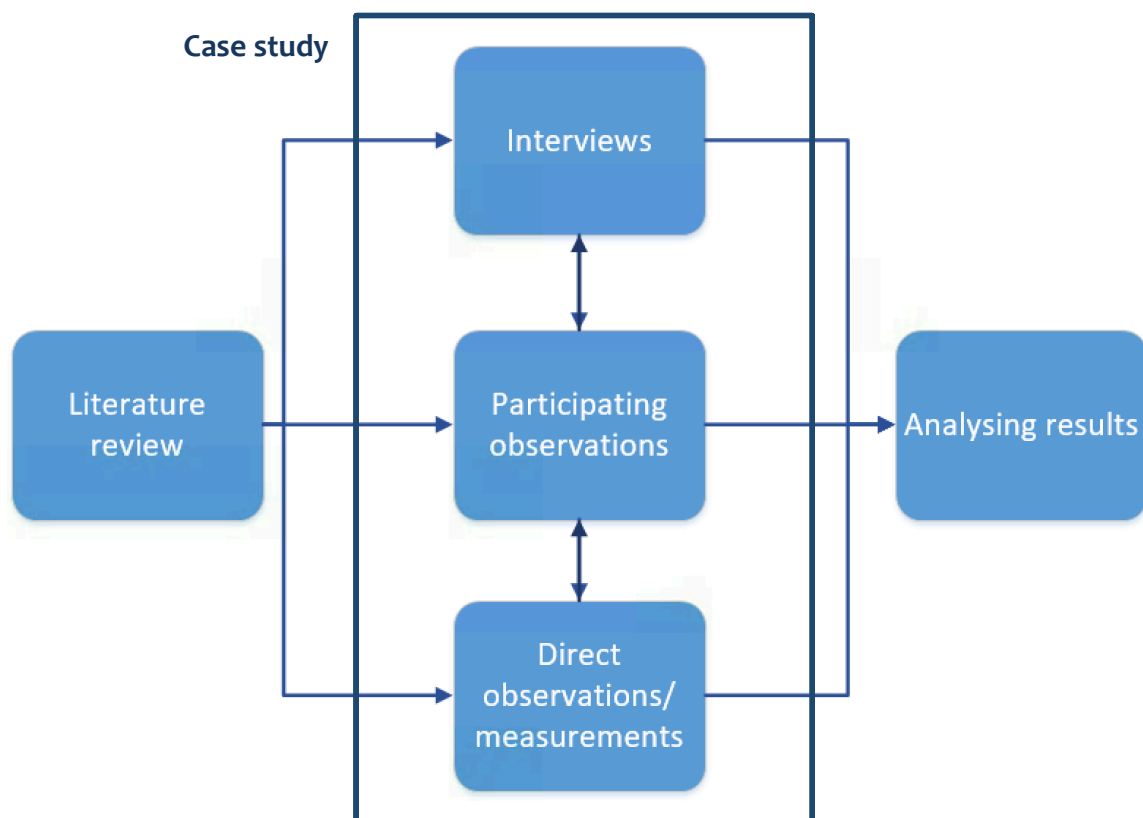 Case study
Interviews
Literature
review
Participating
observations
Analysing results
Direct
observations/
measurements